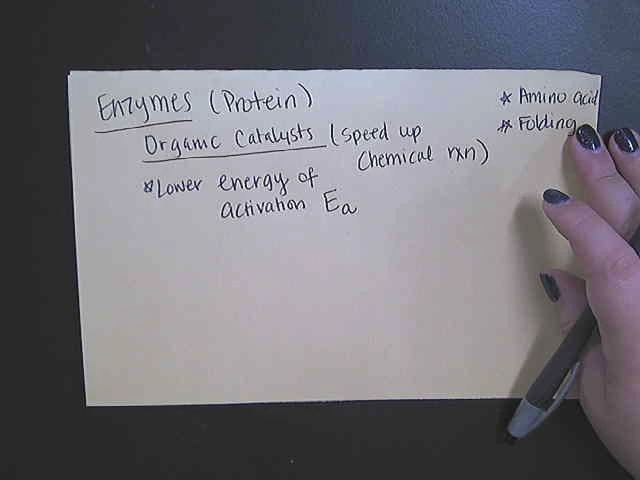 Enzymes (Protein)
* Amino acid
Organic Catalysts (speed up
* Folding
Chemical rxn)
* Lower energy of
activation Ea